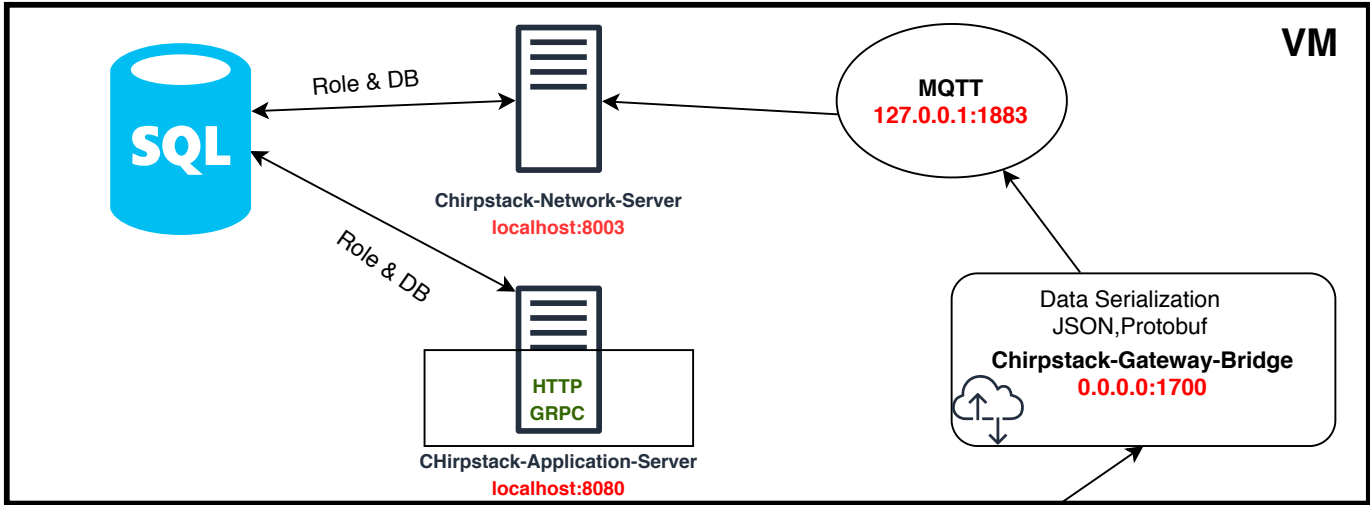 VM
SQL
Role & DB
Chirpstack-Network-Server
localhost:8003
MQTT
127.0.0.1:1883
Role & DB
HTTP
GRPC
CHirpstack-Application-Server
localhost:8080
Data Serialization
JSON,Protobuf
Chirpstack-Gateway-Bridge
0.0.0.0:1700